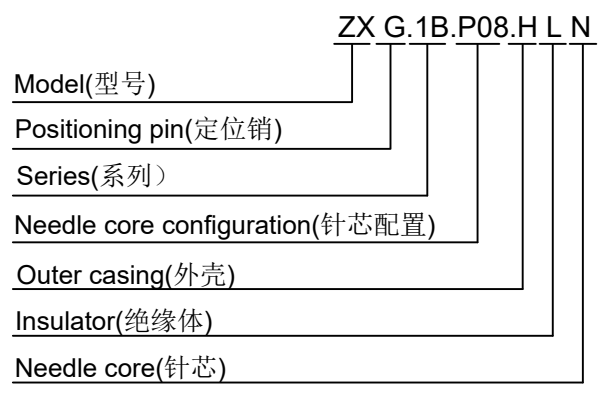 ZX G.1B.P08.H L N
Model(型号)
Positioning pin(定位销)
Series(系列）
Needle core configuration(针芯配置)
Outer casing(外壳)
Insulator(绝缘体)
Needle core(针芯)